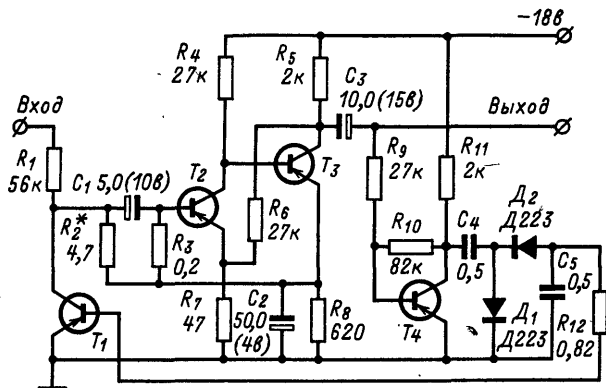 −18в
R4
27к
R5
2к
C3
10,0(15в)
Вход
Выход
R1
56к
C1 5,0(10в)
T2
T3
R9
27к
R11
2к
R2*
4,7
R3
0,2
R6
27к
R10
82к
C4
0,5
Д2
Д223
C5
0,5
T1
R7
47
C2
50,0
(4в)
R8
620
T4
Д1
Д223
R12
0,82